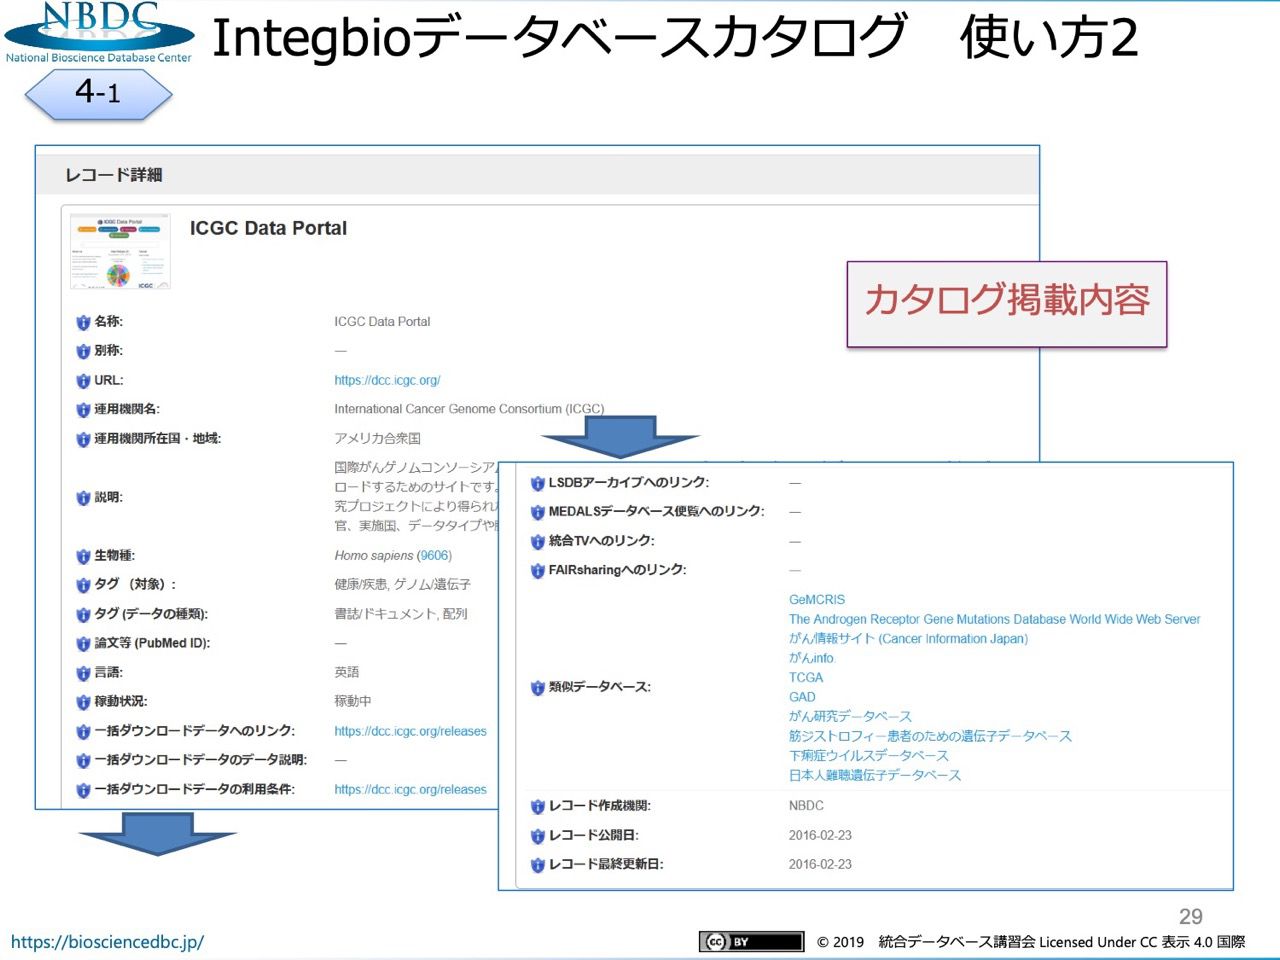 NBDC
National Bioscience Database Center
Integbioデータベースカタログ　使い方2
4-1
レコード詳細
ICGC Data Portal
カタログ掲載内容
名称: ICGC Data Portal
別称: —
URL: https://dcc.icgc.org/
運用機関名: International Cancer Genome Consortium (ICGC)
運用機関所在国・地域: アメリカ合衆国
説明: 国際がんゲノムコンソーシアム
ロードするためのサイトです。
究プロジェクトにより得られ
官、実施国、データタイプや
生物種: Homo sapiens (9606)
タグ（対象）: 健康/疾患, ゲノム/遺伝子
タグ (データの種類): 書誌/ドキュメント, 配列
論文等 (PubMed ID): —
言語: 英語
稼動状況: 稼動中
一括ダウンロードデータへのリンク: https://dcc.icgc.org/releases
一括ダウンロードデータのデータ説明: —
一括ダウンロードデータの利用条件: https://dcc.icgc.org/releases
LSDBアーカイブへのリンク: —
MEDALSデータベース便覧へのリンク: —
統合TVへのリンク: —
FAIRsharingへのリンク: —
類似データベース:
GeMCRIS
The Androgen Receptor Gene Mutations Database World Wide Web Server
がん情報サイト (Cancer Information Japan)
がんinfo.
TCGA
GAD
がん研究データベース
筋ジストロフィー患者のための遺伝子データベース
下痢症ウイルスデータベース
日本人難聴遺伝子データベース
レコード作成機関: NBDC
レコード公開日: 2016-02-23
レコード最終更新日: 2016-02-23
29
https://biosciencedbc.jp/
cc BY
© 2019　統合データベース講習会 Licensed Under CC 表示 4.0 国際